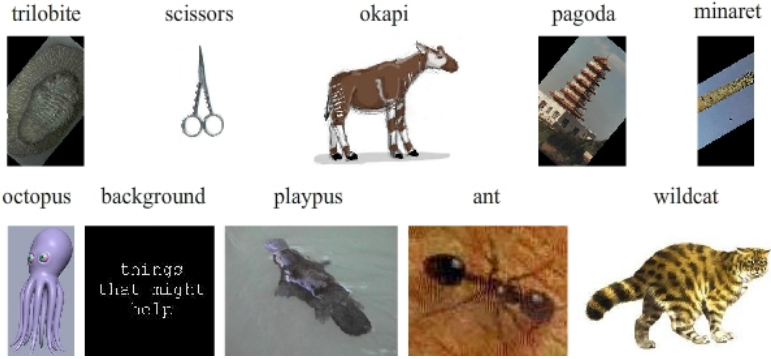 trilobite scissors okapi pagoda minaret
octopus background playpus ant wildcat
things
that might
help